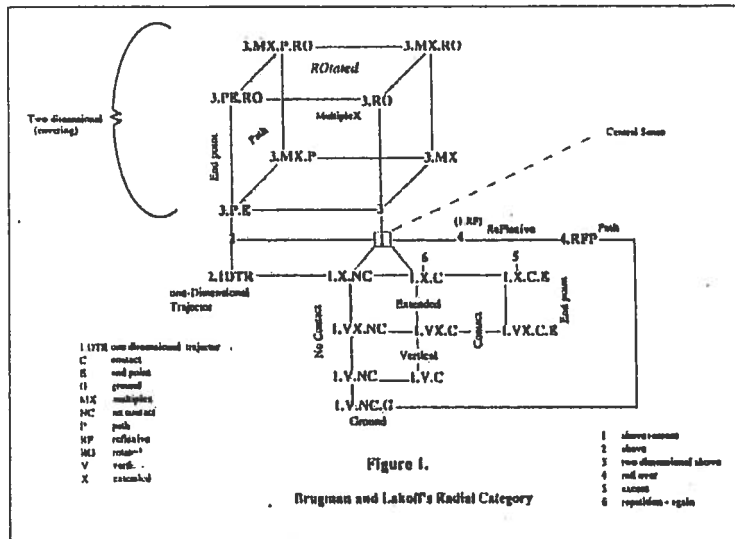 3.MX.P.RO 3.MX.RO
ROtated
3.PE.RO 3.RO
MultipleX
Two dimensional
(covering)
End point
Path
Central Sense
3.MX.P 3.MX
3.P.E 3
(1.RP) RePlexive Path
2 1 4 4.RFP
6 5
2.1DTR 1.X.NC 1.X.C 1.X.C.E
one-Dimensional
Trajector
Extended
No Contact
Contact
End point
1.VX.NC 1.VX.C 1.VX.C.E
Vertical
1.V.NC 1.V.C
1.V.NC.G
Ground
1 DTR one dimensional trajector
C contact
E end point
G ground
MX multiplex
NC no contact
P path
RF reflexive
RO
V
X extended
1
2 above
3 two dimensional above
4 roll over
5 excess
6 repetition - again
Figure 1.
Brugman and Lakoff's Radial Category